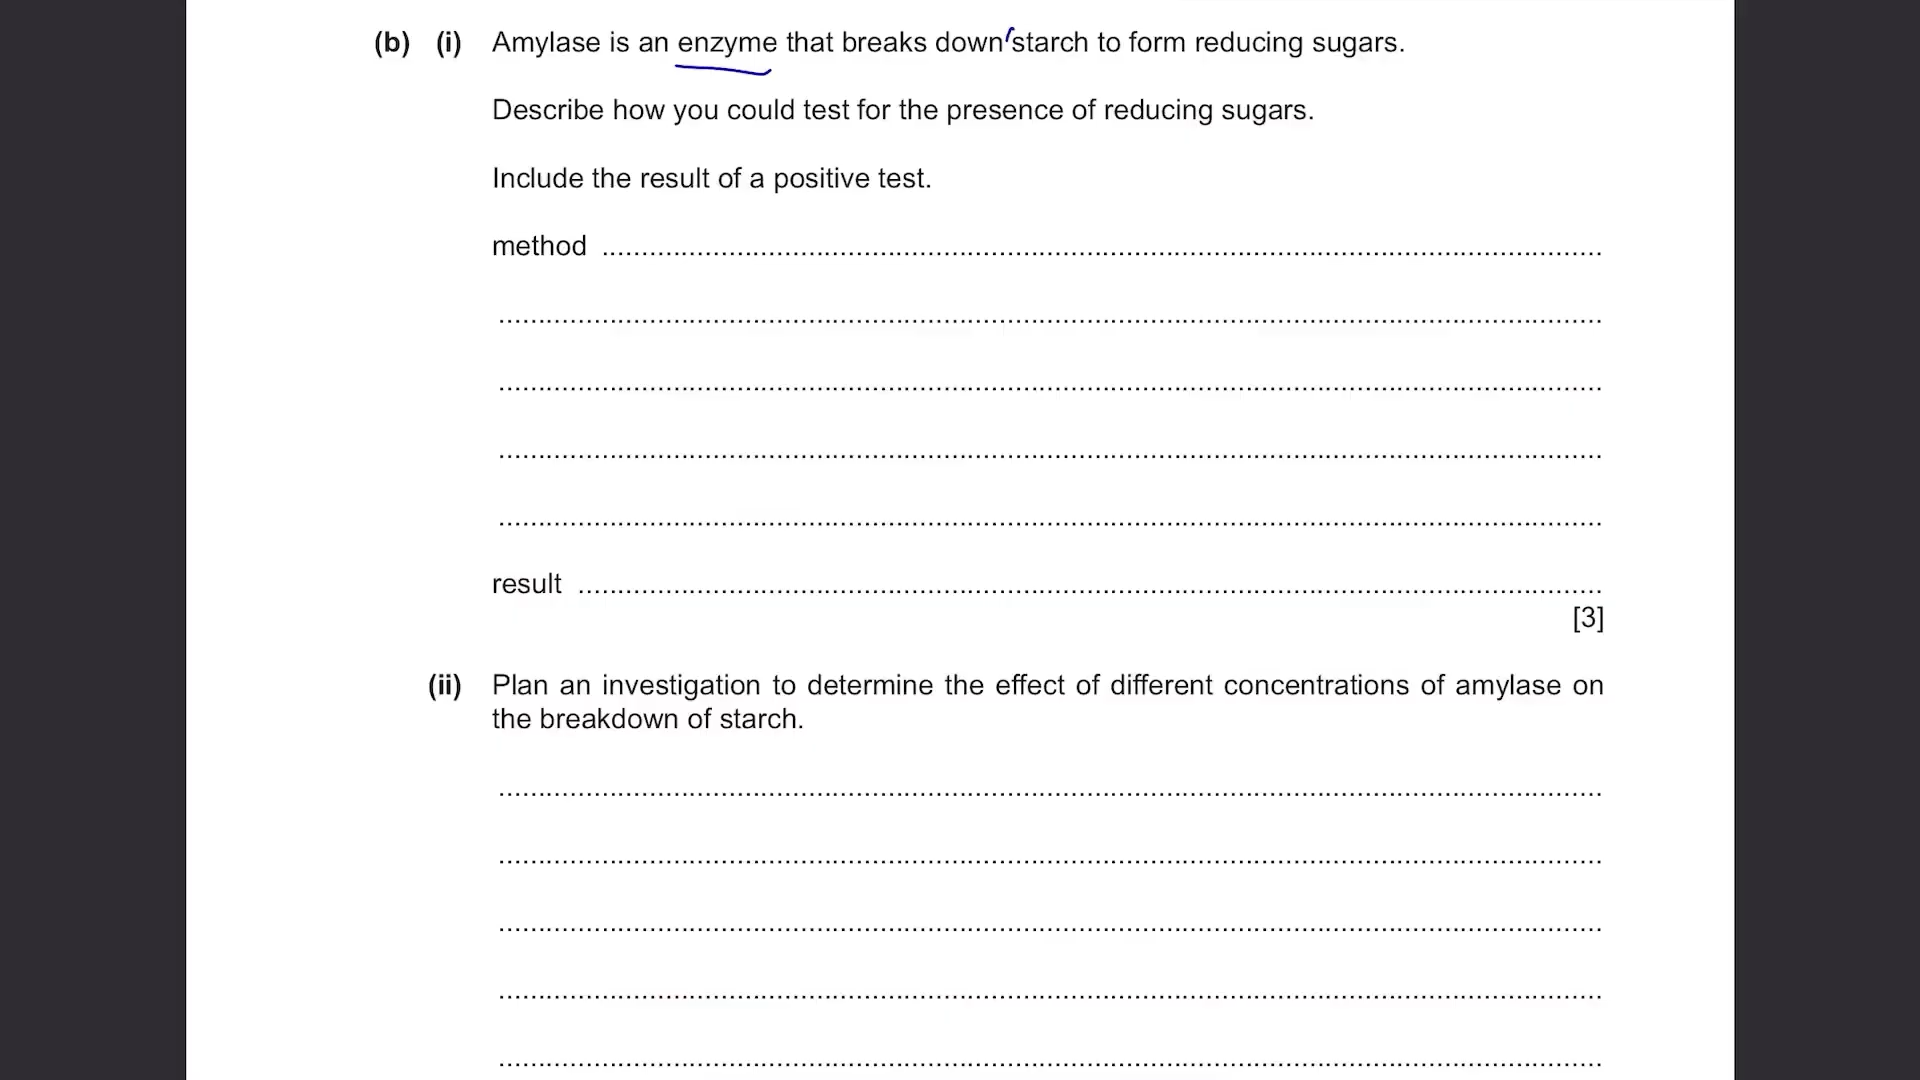 (b) (i) Amylase is an enzyme that breaks down starch to form reducing sugars.
Describe how you could test for the presence of reducing sugars.
Include the result of a positive test.
method ..........................................................................................................................
..........................................................................................................................
..........................................................................................................................
..........................................................................................................................
..........................................................................................................................
result ..........................................................................................................................
[3]
(ii) Plan an investigation to determine the effect of different concentrations of amylase on
the breakdown of starch.
..........................................................................................................................
..........................................................................................................................
..........................................................................................................................
..........................................................................................................................
..........................................................................................................................